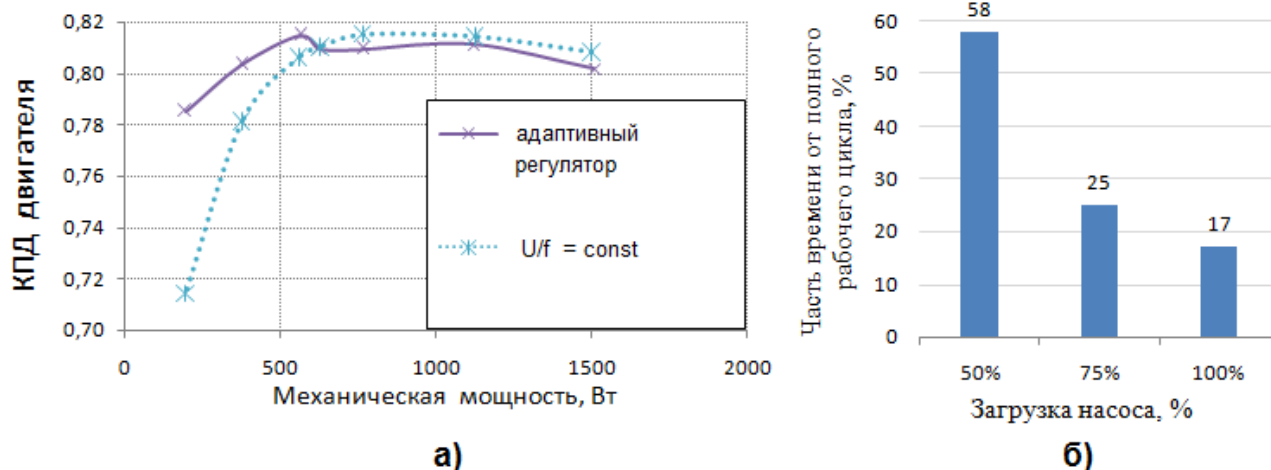 КПД двигателя
0,82
0,80
0,78
0,76
0,74
0,72
0,70
0
500
1000
1500
2000
Механическая мощность, Вт
адаптивный
регулятор
U/f = const
а)
Часть времени от полного
рабочего цикла, %
60
50
40
30
20
10
0
58
25
17
50%
75%
100%
Загрузка насоса, %
б)